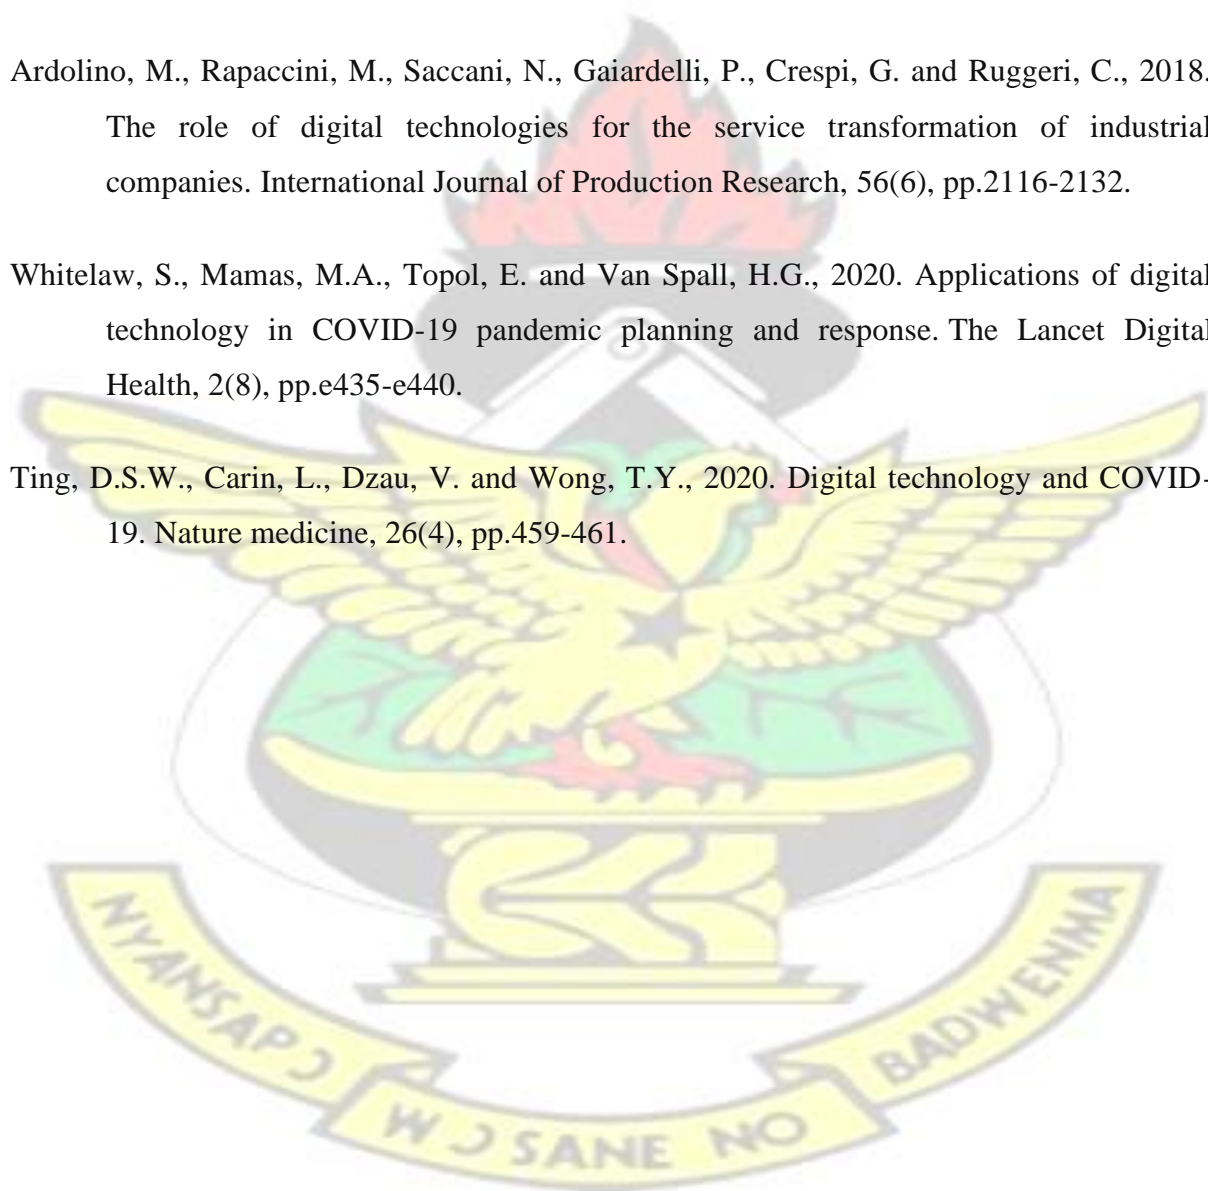 Ardolino, M., Rapaccini, M., Saccani, N., Gaiardelli, P., Crespi, G. and Ruggeri, C., 2018.
The role of digital technologies for the service transformation of industrial
companies. International Journal of Production Research, 56(6), pp.2116-2132.
Whitelaw, S., Mamas, M.A., Topol, E. and Van Spall, H.G., 2020. Applications of digital
technology in COVID-19 pandemic planning and response. The Lancet Digital
Health, 2(8), pp.e435-e440.
Ting, D.S.W., Carin, L., Dzau, V. and Wong, T.Y., 2020. Digital technology and COVID-
19. Nature medicine, 26(4), pp.459-461.
NYANSAPƆ WƆSANE NO BADWENMA